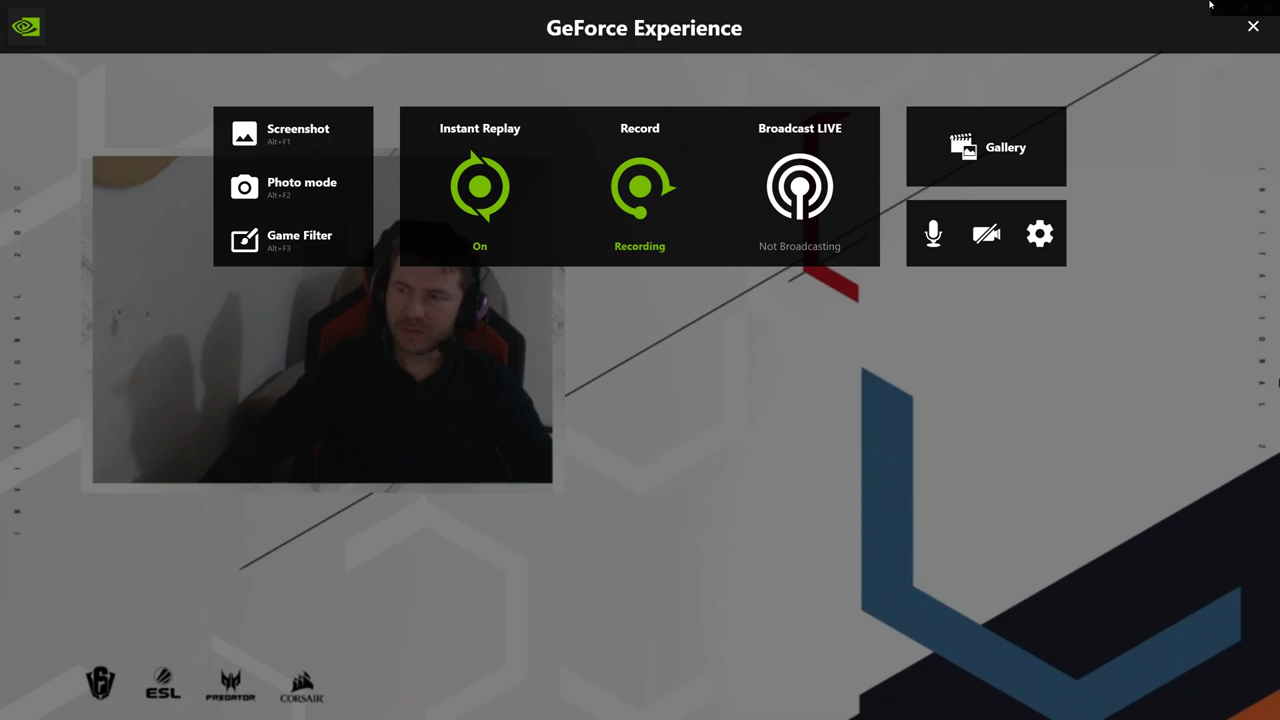 GeForce Experience
Screenshot
Alt+F1
Photo mode
Alt+F2
Game Filter
Alt+F3
Instant Replay
On
Record
Recording
Broadcast LIVE
Not Broadcasting
Gallery
ESL
PREDATOR
CORSAIR